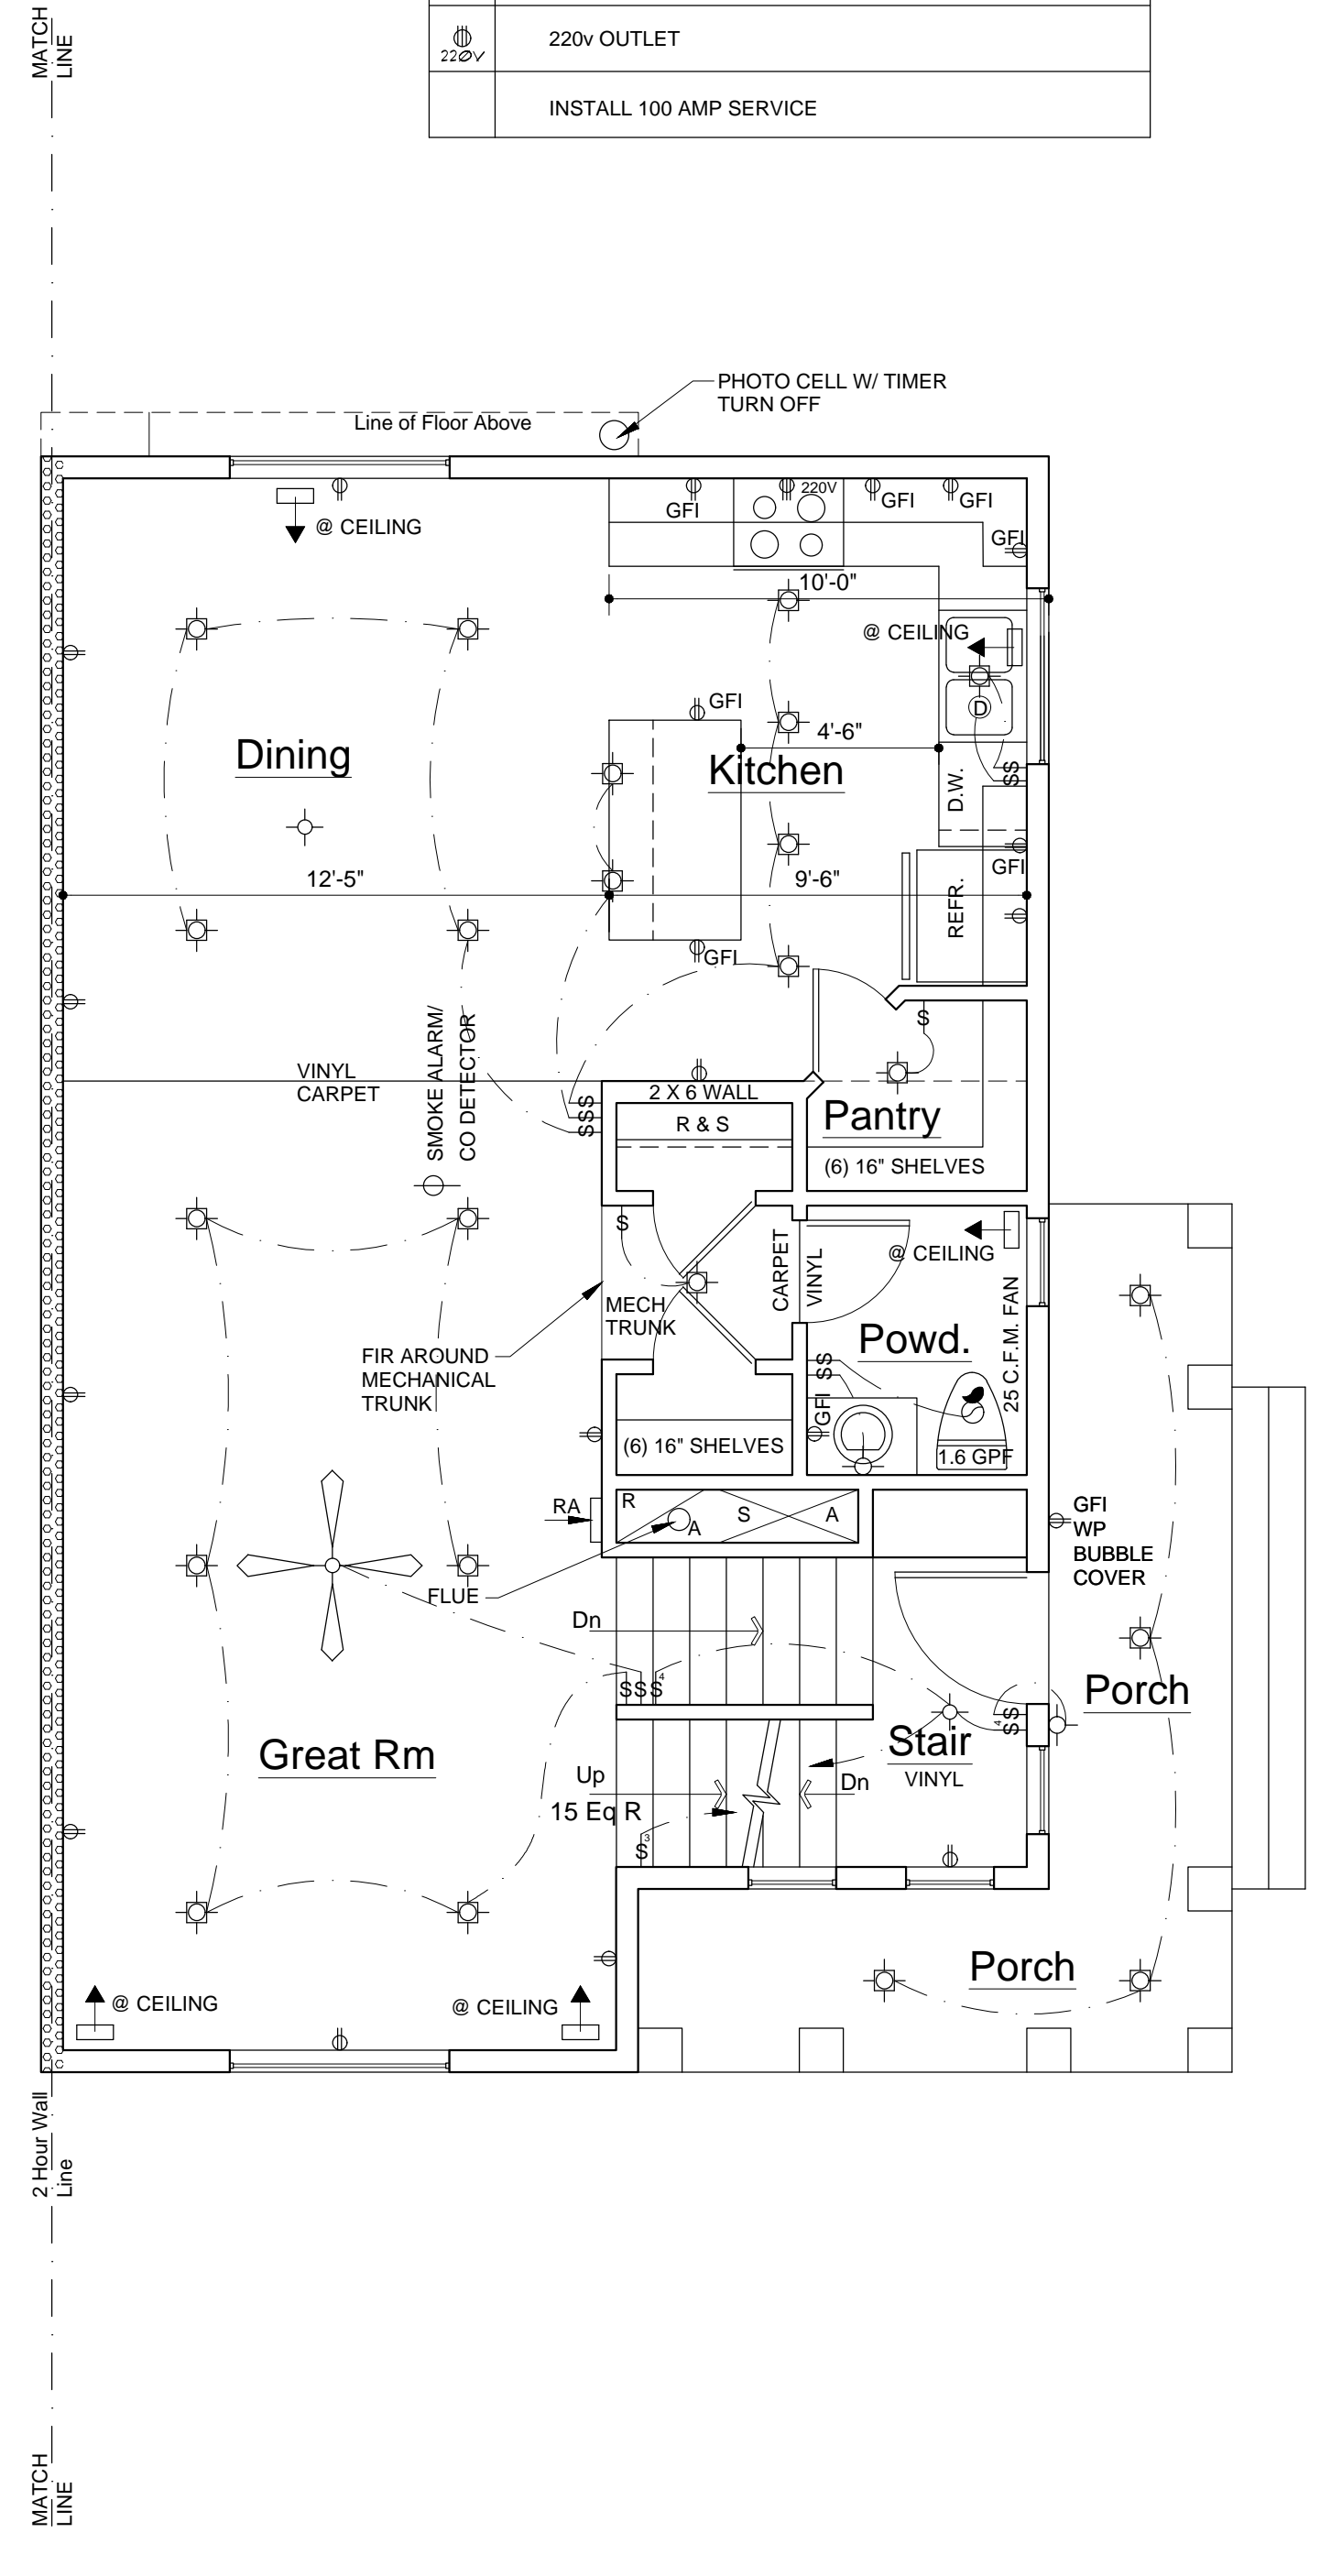 MATCH
LINE
220V
220v OUTLET
INSTALL 100 AMP SERVICE
PHOTO CELL W/ TIMER
TURN OFF
Line of Floor Above
@ CEILING
GFI
220V
GFI
GFI
GFI
10'-0"
@ CEILING
D
GFI
4'-6"
Dining
Kitchen
SS
D.W.
12'-5"
9'-6"
GFI
REFR.
GFI
SMOKE ALARM/
CO DETECTOR
S
VINYL
CARPET
2 X 6 WALL
SSS
R & S
Pantry
(6) 16" SHELVES
S
CARPET
VINYL
@ CEILING
MECH
TRUNK
Powd.
25 C.F.M. FAN
FIR AROUND
MECHANICAL
TRUNK
GFI SS
(6) 16" SHELVES
1.6 GPF
RA
R
A
S
A
GFI
WP
BUBBLE
COVER
FLUE
Dn
SSS4
Porch
4SS
Great Rm
Stair
VINYL
Up
Dn
15 Eq R
S3
Porch
@ CEILING
@ CEILING
2 Hour Wall
Line
MATCH
LINE